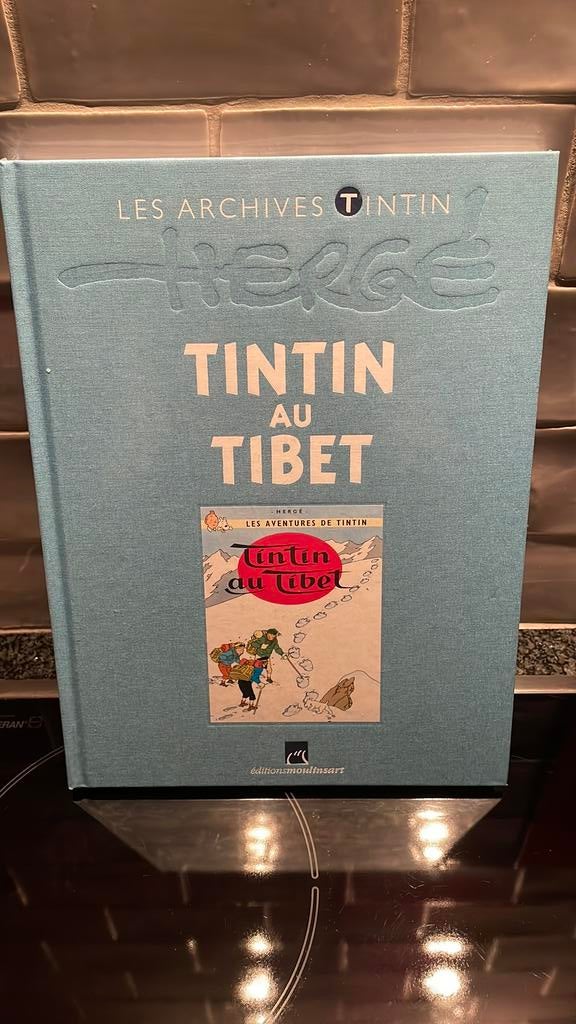 LES ARCHIVES TINTIN
HERGÉ
TINTIN
AU
TIBET
- HERGÉ -
LES AVENTURES DE TINTIN
Tintin
au Tibet
éditionsmoulinsart